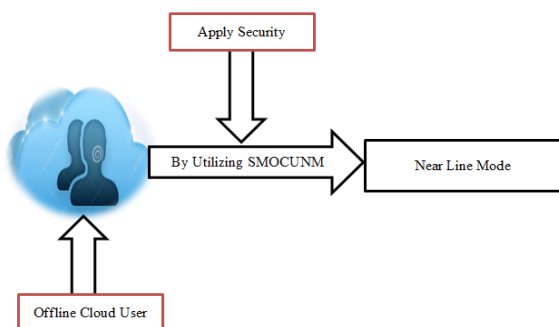 Apply Security
By Utilizing SMOCUNM
Near Line Mode
Offline Cloud User